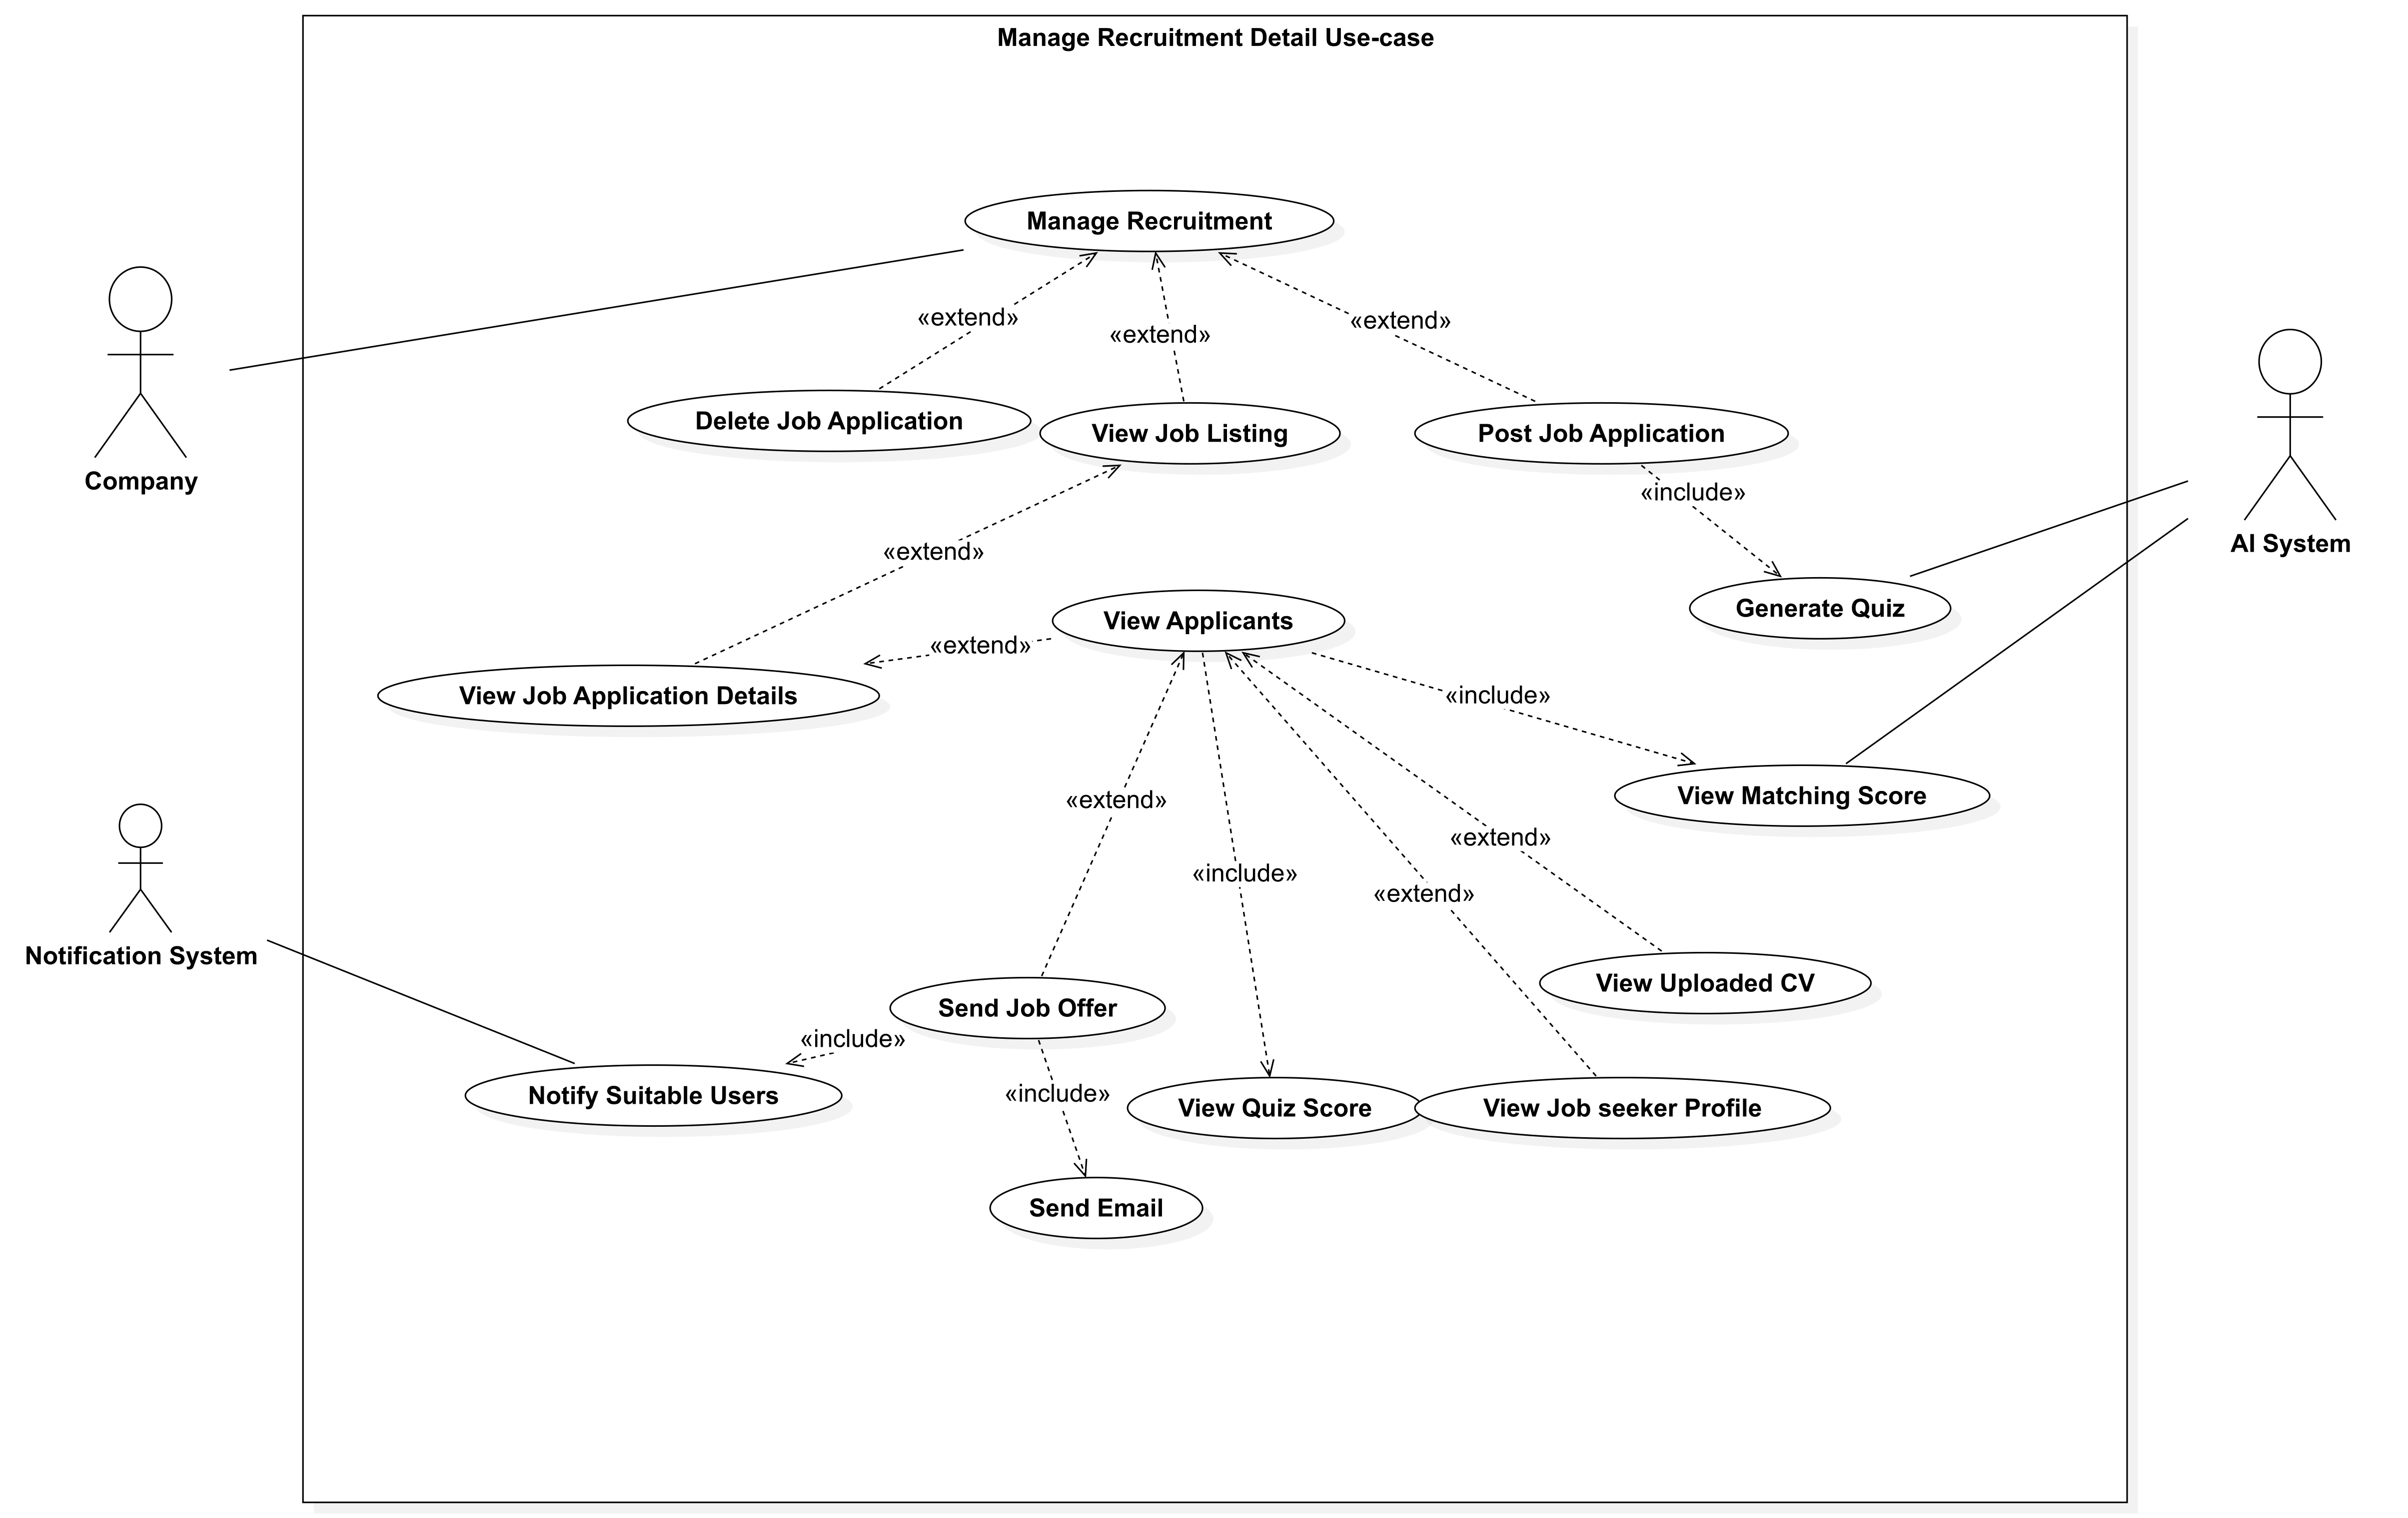 Manage Recruitment Detail Use-case
Manage Recruitment
«extend»
«extend»
«extend»
Delete Job Application
View Job Listing
Post Job Application
Company
«include»
AI System
«extend»
Generate Quiz
View Applicants
«extend»
View Job Application Details
«include»
View Matching Score
«extend»
«extend»
«include»
«extend»
Notification System
View Uploaded CV
Send Job Offer
«include»
Notify Suitable Users
«include»
View Quiz Score
View Job seeker Profile
Send Email